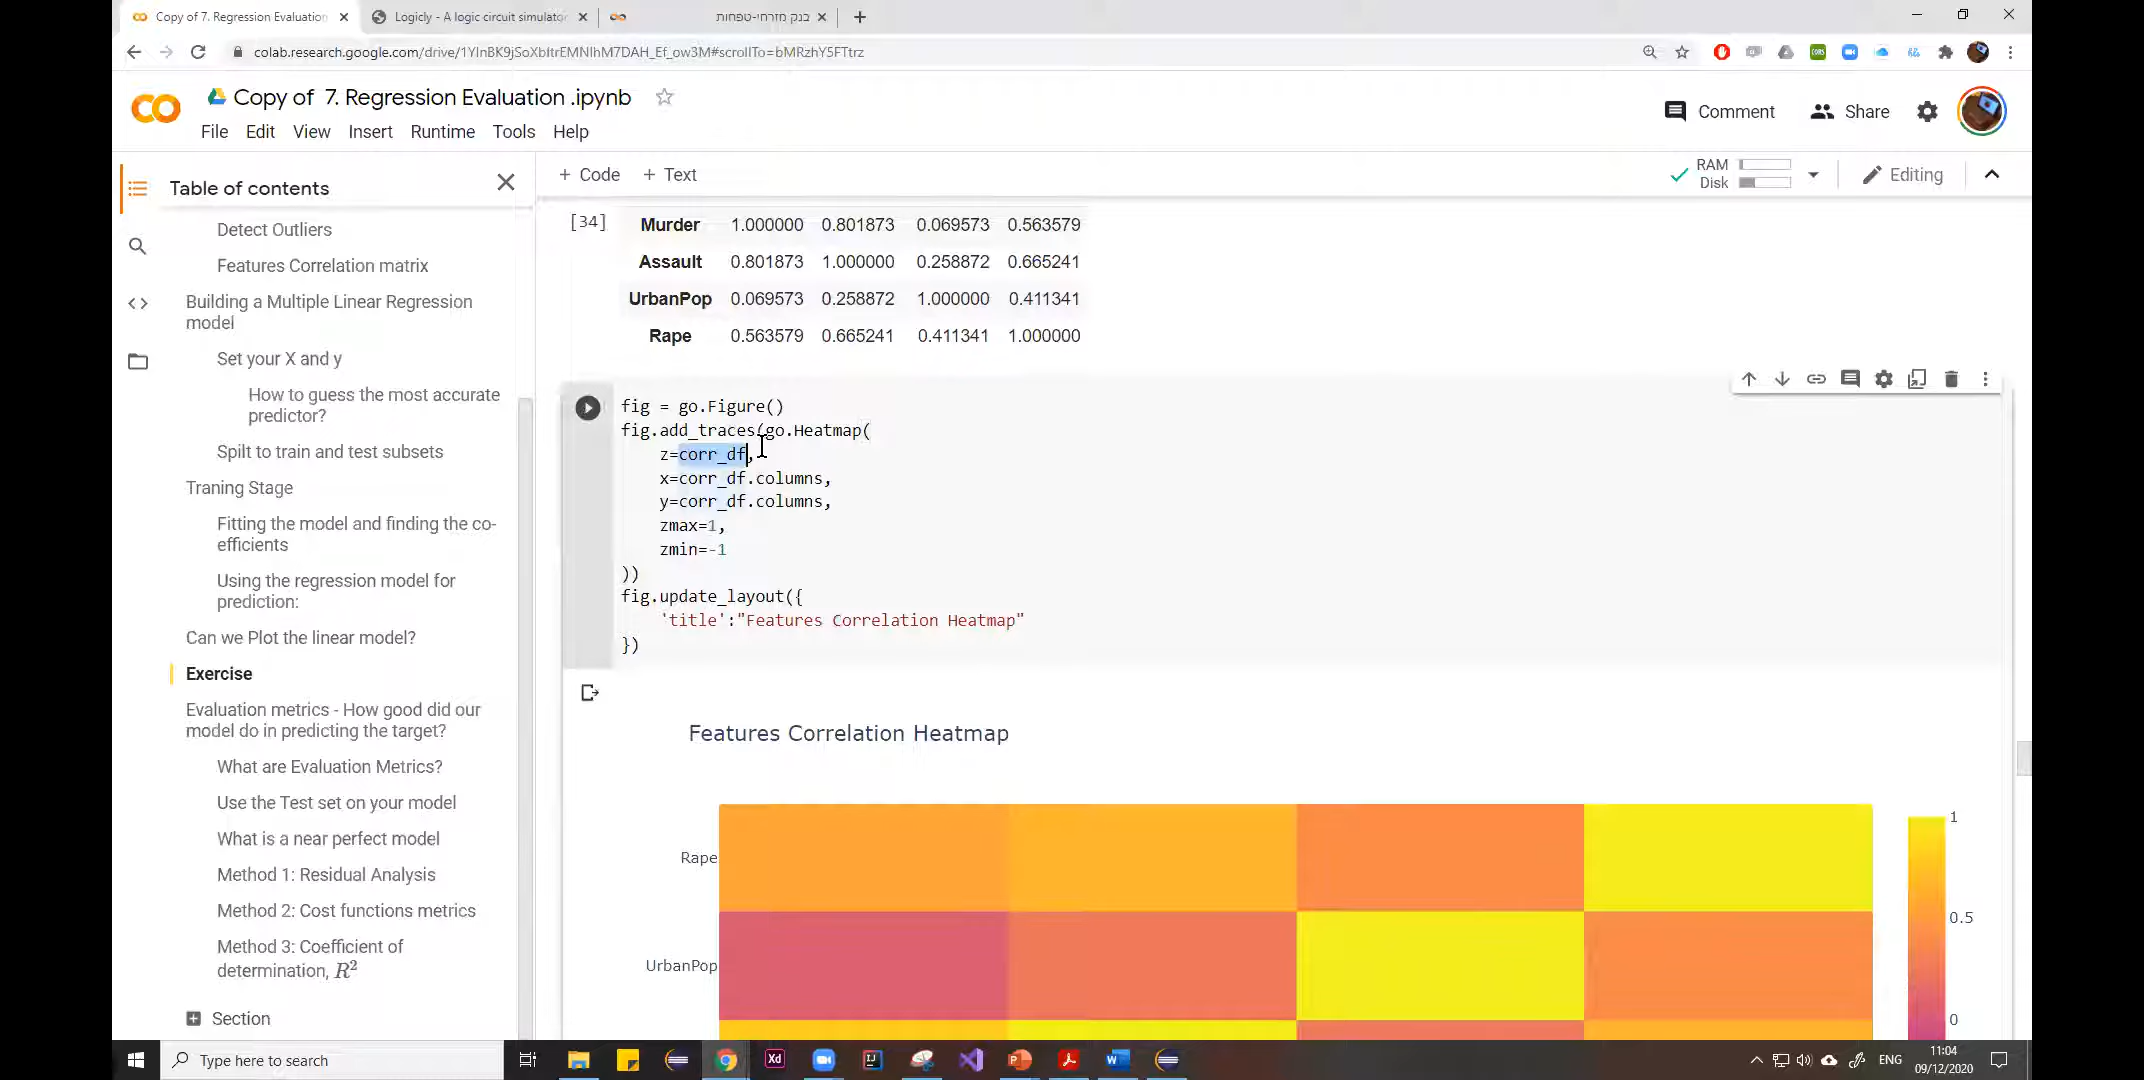 Copy of 7. Regression Evaluation
Logicly - A logic circuit simulator
בנק מזרחי-טפחות
colab.research.google.com/drive/1YInBK9jSoXbItrEMNIhM7DAH_Ef_ow3M#scrollTo=bMRzhY5FTtrz
Copy of 7. Regression Evaluation .ipynb
Comment
Share
File Edit View Insert Runtime Tools Help
Table of contents
+ Code + Text
RAM
Disk
Editing
Detect Outliers
Features Correlation matrix
Building a Multiple Linear Regression
model
Set your X and y
How to guess the most accurate
predictor?
Spilt to train and test subsets
Traning Stage
Fitting the model and finding the co-
efficients
Using the regression model for
prediction:
Can we Plot the linear model?
Exercise
Evaluation metrics - How good did our
model do in predicting the target?
What are Evaluation Metrics?
Use the Test set on your model
What is a near perfect model
Method 1: Residual Analysis
Method 2: Cost functions metrics
Method 3: Coefficient of
determination, R²
Section
[34]
Murder 1.000000 0.801873 0.069573 0.563579
Assault 0.801873 1.000000 0.258872 0.665241
UrbanPop 0.069573 0.258872 1.000000 0.411341
Rape 0.563579 0.665241 0.411341 1.000000
fig = go.Figure()
fig.add_traces(go.Heatmap(
z=corr_df,
x=corr_df.columns,
y=corr_df.columns,
zmax=1,
zmin=-1
))
fig.update_layout({
'title':"Features Correlation Heatmap"
})
Features Correlation Heatmap
Rape
UrbanPop
1
0.5
0
Type here to search
Xd
ENG
11:04
09/12/2020